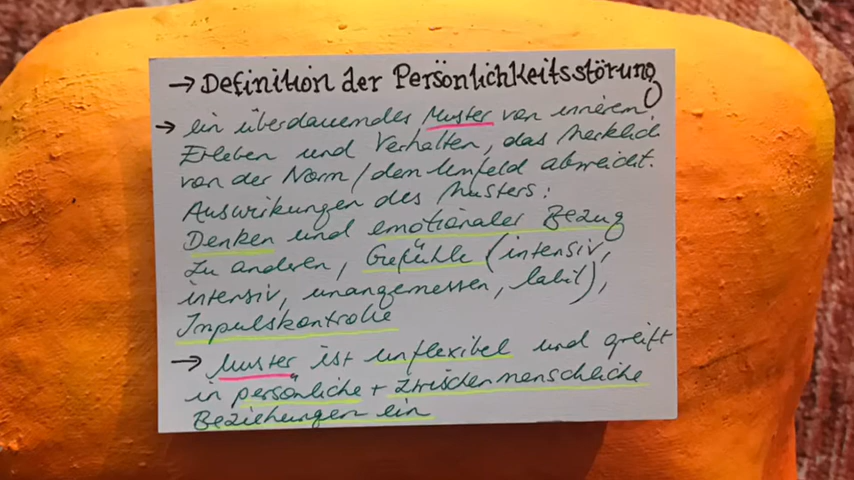 → Definition der Persönlichkeitsstörung
→ ein überdauerndes Muster von innerem
Erleben und Verhalten, das merklich
von der Norm / dem Umfeld abweicht.
Auswirkungen des Musters:
Denken und emotionaler Bezug
zu anderen, Gefühle (intensiv,
intensiv, unangemessen, labil),
Impulskontrolle
→ Muster ist unflexibel und greift
in persönliche + zwischenmenschliche
Beziehungen ein